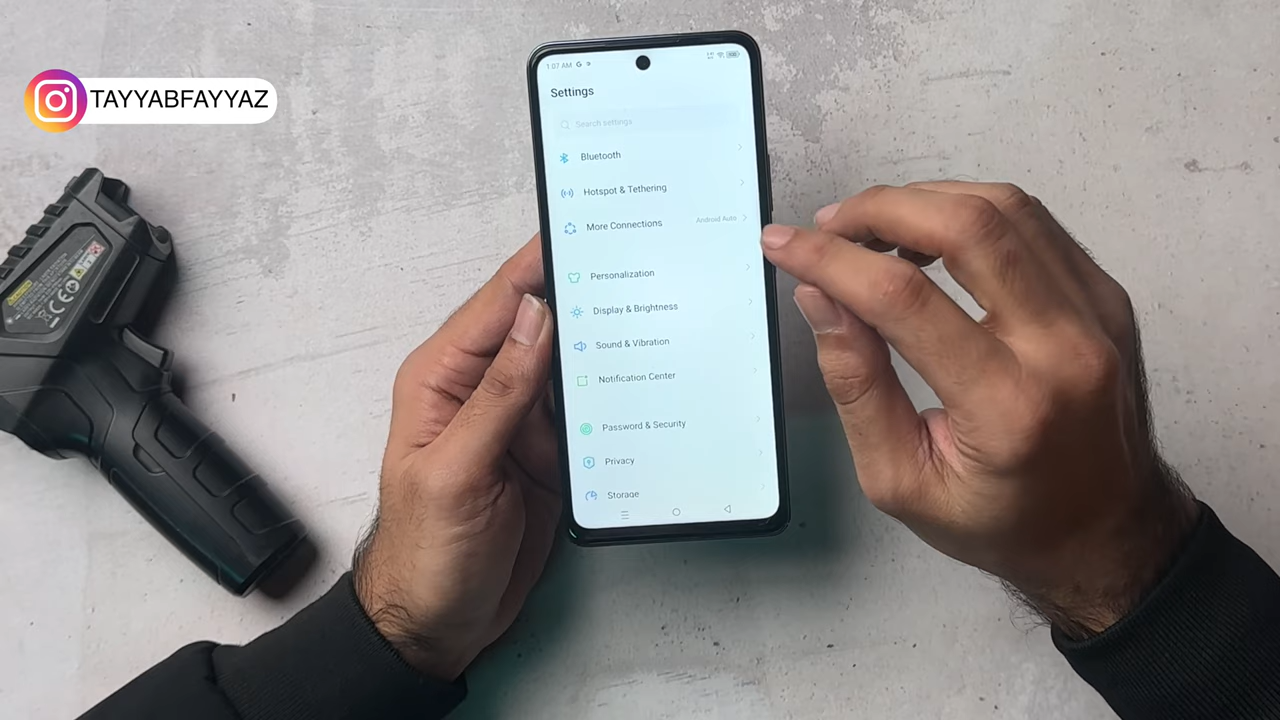 TAYYABFAYYAZ
1:07 AM
Settings
Search settings
Bluetooth
Hotspot & Tethering
More Connections Android Auto
Personalization
Display & Brightness
Sound & Vibration
Notification Center
Password & Security
Privacy
Storage
CE